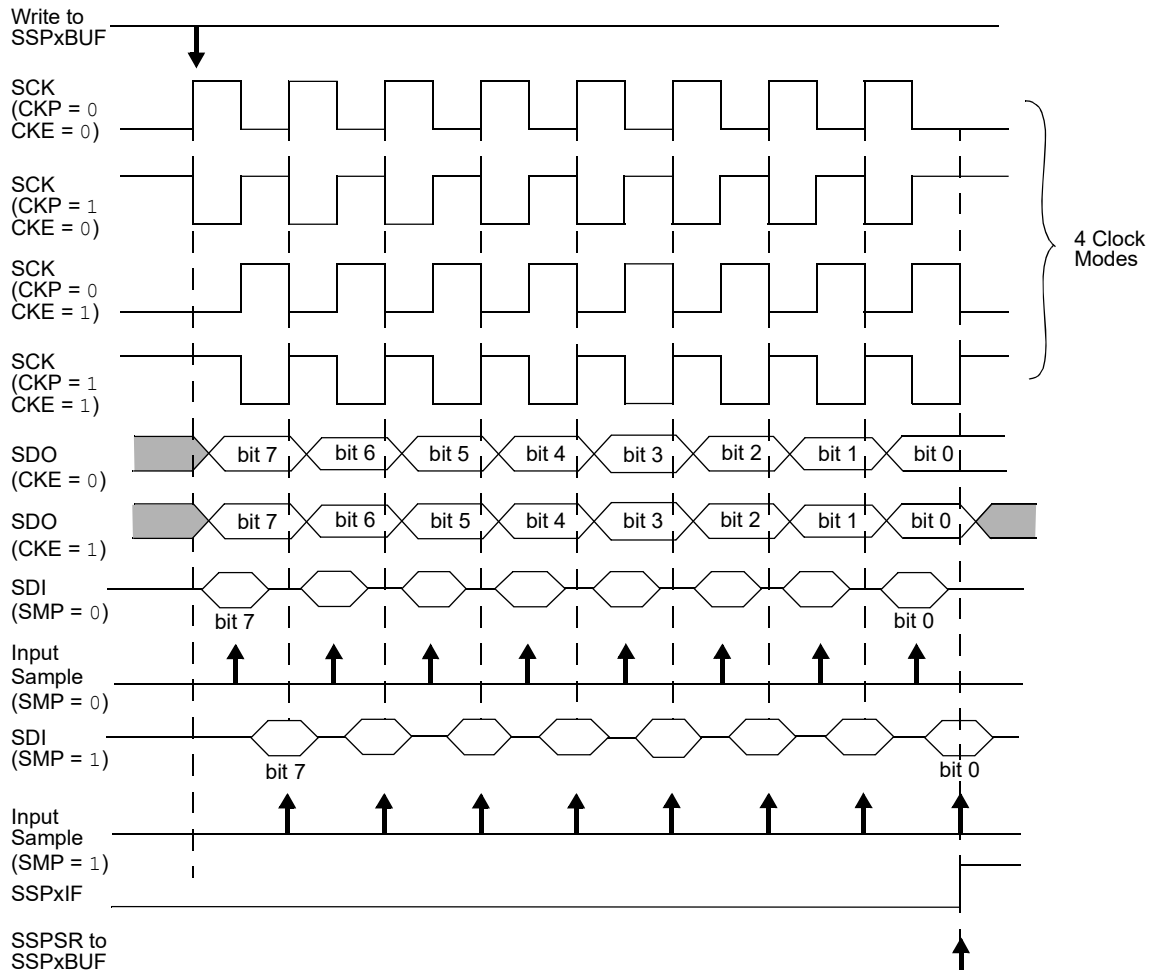 Write to
SSPxBUF
SCK
(CKP = 0
CKE = 0)
SCK
(CKP = 1
CKE = 0)
4 Clock
Modes
SCK
(CKP = 0
CKE = 1)
SCK
(CKP = 1
CKE = 1)
SDO
(CKE = 0)
bit 7 bit 6 bit 5 bit 4 bit 3 bit 2 bit 1 bit 0
SDO
(CKE = 1)
bit 7 bit 6 bit 5 bit 4 bit 3 bit 2 bit 1 bit 0
SDI
(SMP = 0)
bit 7 bit 0
Input
Sample
(SMP = 0)
SDI
(SMP = 1)
bit 7 bit 0
Input
Sample
(SMP = 1)
SSPxIF
SSPSR to
SSPxBUF